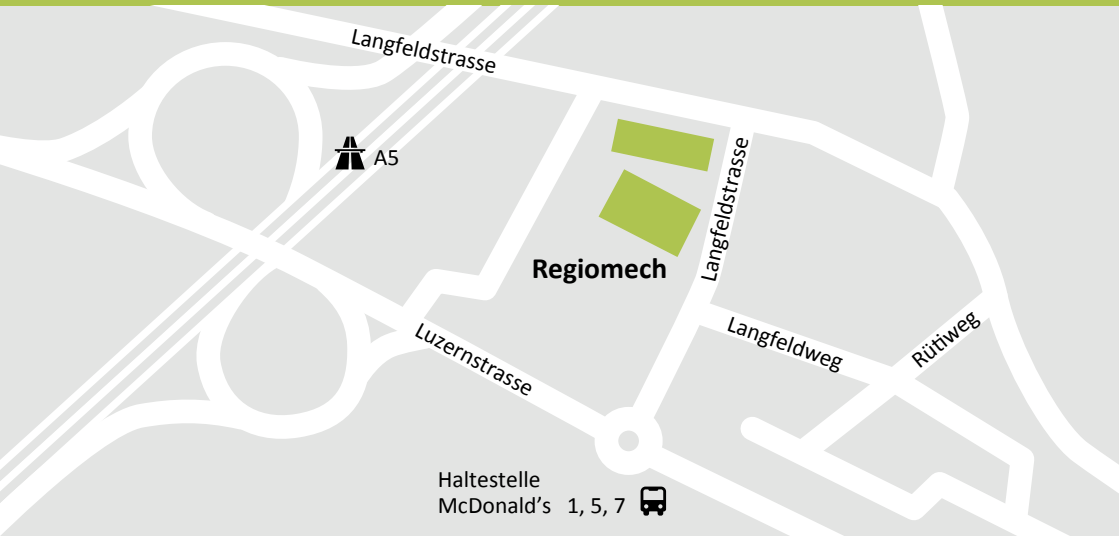 Langfeldstrasse
A5
Langfeldstrasse
Regiomech
Langfeldweg
Rütiweg
Luzernstrasse
Haltestelle
McDonald's 1, 5, 7